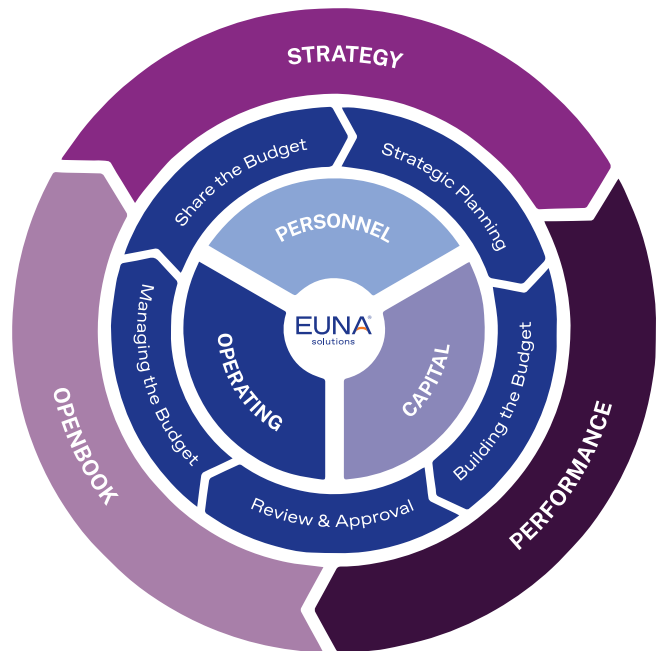 STRATEGY
Share the Budget
Strategic Planning
PERSONNEL
EUNA®
solutions
OPERATING
CAPITAL
Managing the Budget
Building the Budget
Review & Approval
OPENBOOK
PERFORMANCE